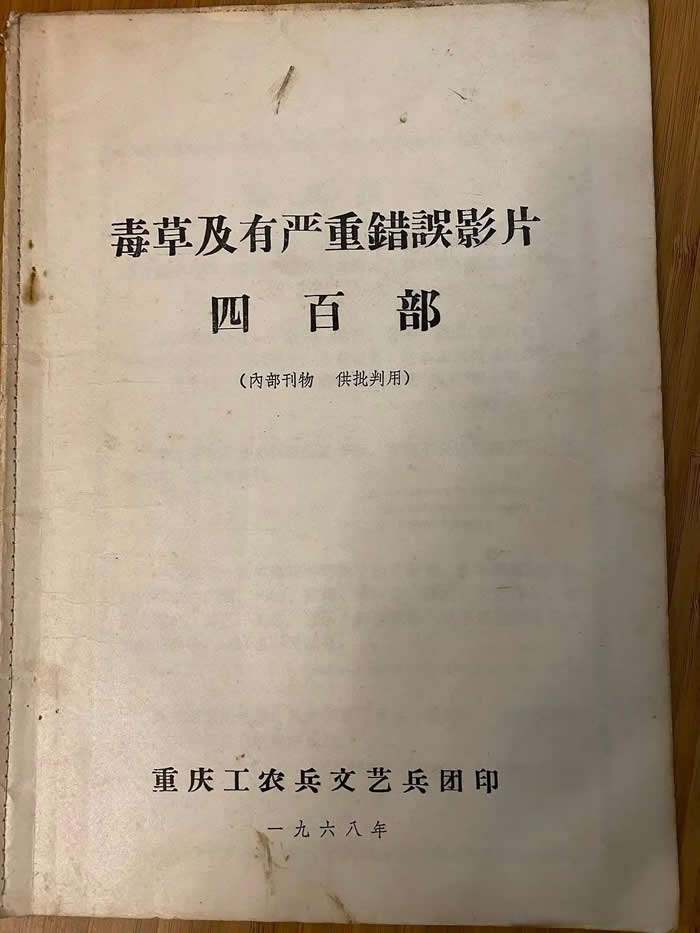 毒草及有严重錯誤影片
四百部
(內部刊物 供批判用)
重庆工农兵文艺兵团印
一九六八年